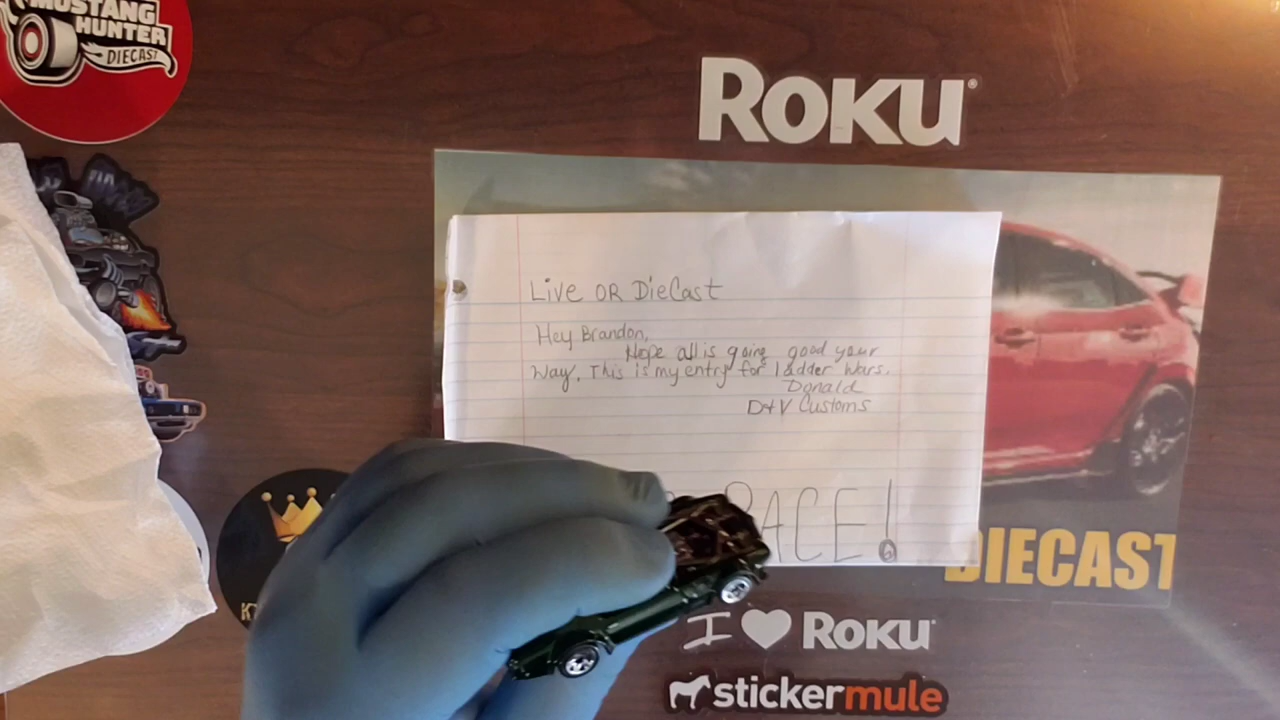 MUSTANG
HUNTER
DIECAST
ROKU
Live OR DieCast
Hey Brandon,
Hope all is going good your
Way. This is my entry for ladder wars.
Donald
D+V Customs
RACE!
DIECAST
I ROKU
stickermule